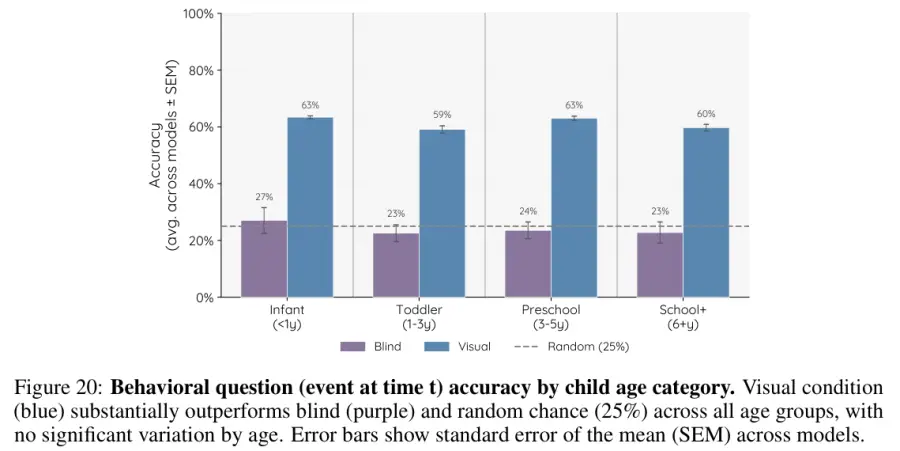 100%
80%
60%
40%
20%
0%
Accuracy
(avg. across models ± SEM)
27%
63%
23%
59%
24%
63%
23%
60%
Infant
(<1y)
Toddler
(1-3y)
Preschool
(3-5y)
School+
(6+y)
Blind
Visual
Random (25%)
Figure 20: Behavioral question (event at time t) accuracy by child age category. Visual condition
(blue) substantially outperforms blind (purple) and random chance (25%) across all age groups, with
no significant variation by age. Error bars show standard error of the mean (SEM) across models.